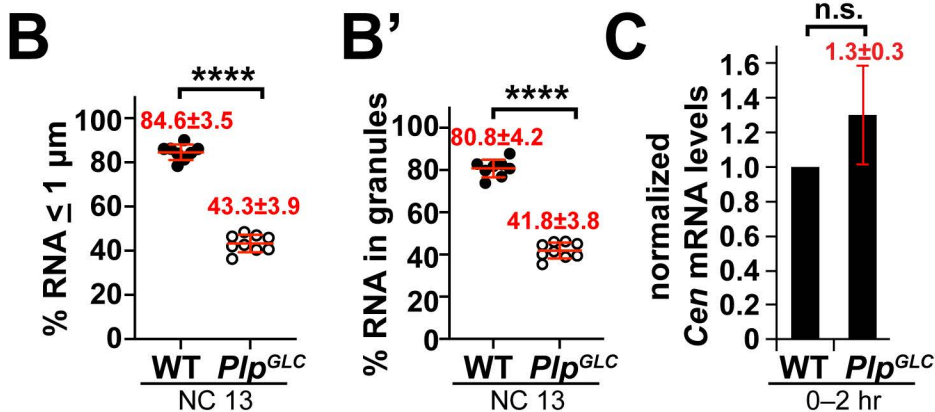 B
% RNA ≤ 1 μm
100
80
60
40
20
0
****
84.6±3.5
43.3±3.9
WT Plp^GLC
NC 13
B’
% RNA in granules
100
80
60
40
20
0
****
80.8±4.2
41.8±3.8
WT Plp^GLC
NC 13
C
normalized
Cen mRNA levels
1.6
1.4
1.2
1.0
0.8
0.6
0.4
0.2
0
n.s.
1.3±0.3
WT Plp^GLC
0–2 hr